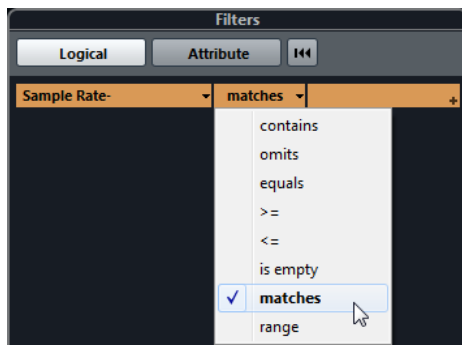 Filters
Logical Attribute
Sample Rate- matches +
contains
omits
equals
>=
<=
is empty
✓ matches
range